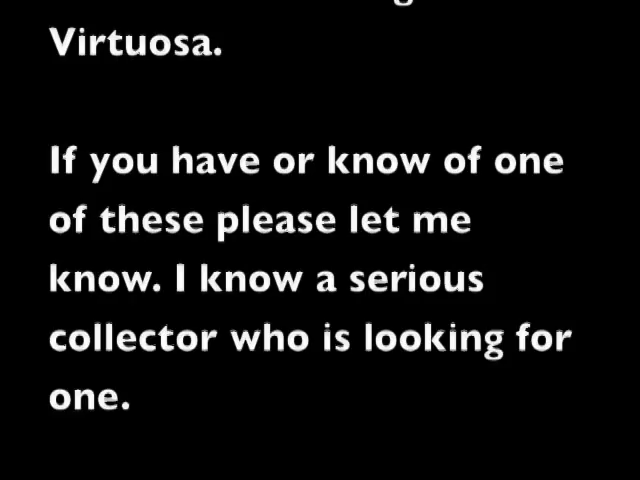 Virtuosa.
If you have or know of one
of these please let me
know. I know a serious
collector who is looking for
one.